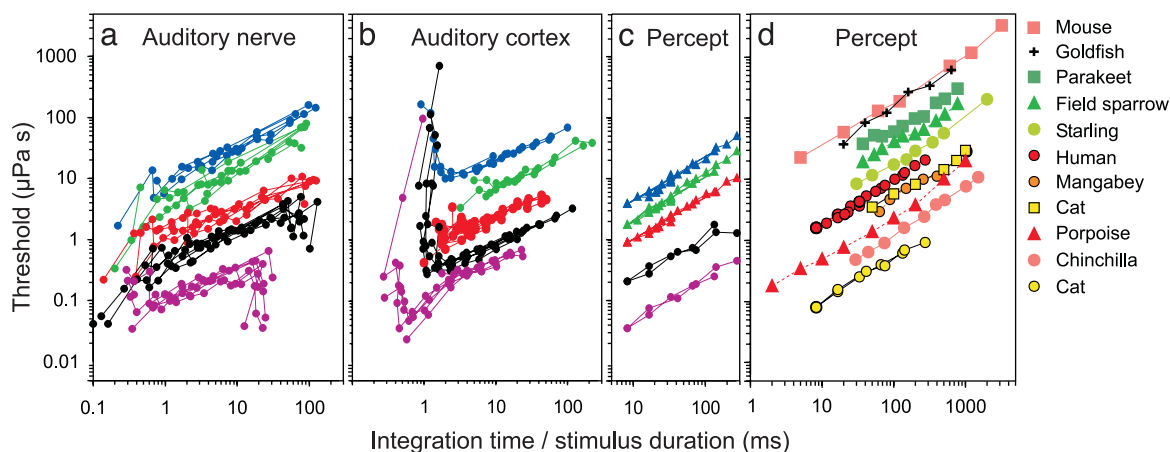 a Auditory nerve b Auditory cortex c Percept d Percept
Threshold (µPa s)
1000
100
10
1
0.1
0.01
0.1 1 10 100 1 10 100 10 100 1 10 100 1000
Integration time / stimulus duration (ms)
Mouse
Goldfish
Parakeet
Field sparrow
Starling
Human
Mangabey
Cat
Porpoise
Chinchilla
Cat